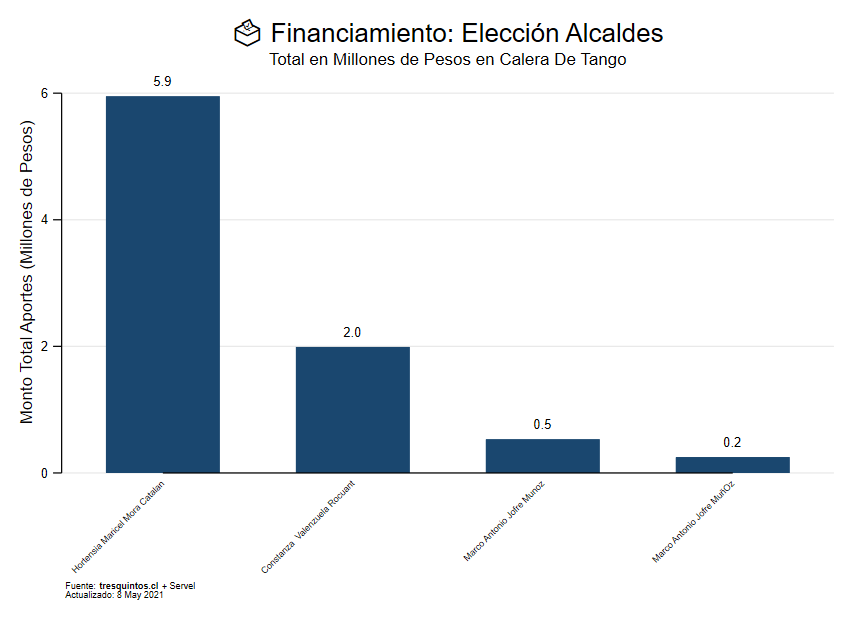 Financiamiento: Elección Alcaldes
Total en Millones de Pesos en Calera De Tango
Monto Total Aportes (Millones de Pesos)
6
4
2
0
5.9
2.0
0.5
0.2
Hortensia Maricel Mora Catalan
Constanza Valenzuela Rocuant
Marco Antonio Jofre Munoz
Marco Antonio Jofre MuñOz
Fuente: tresquintos.cl + Servel
Actualizado: 8 May 2021